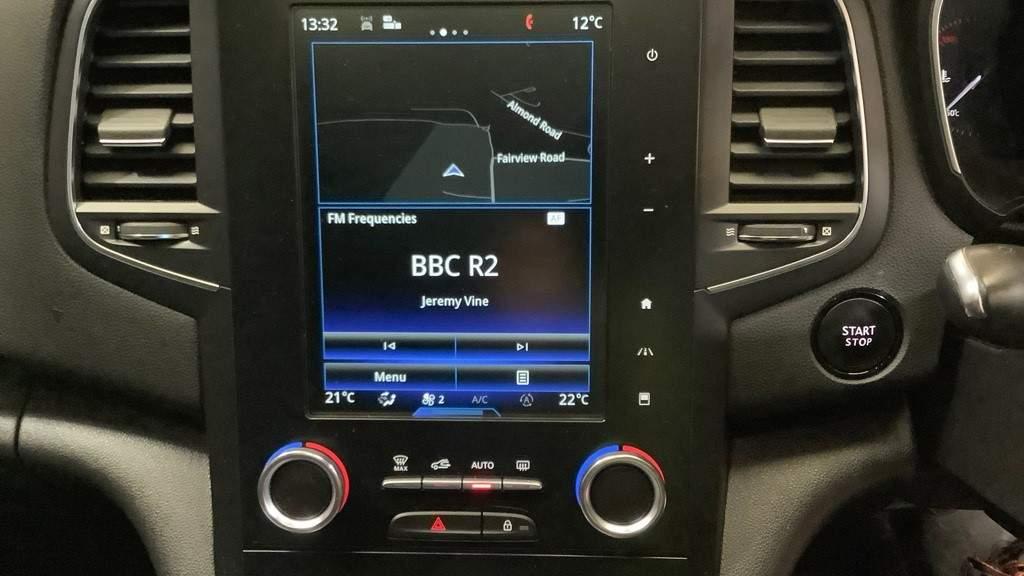 13:32
12°C
Almond Road
Fairview Road
FM Frequencies
AF
BBC R2
Jeremy Vine
Menu
21°C
2
A/C
22°C
START
STOP
MAX
AUTO